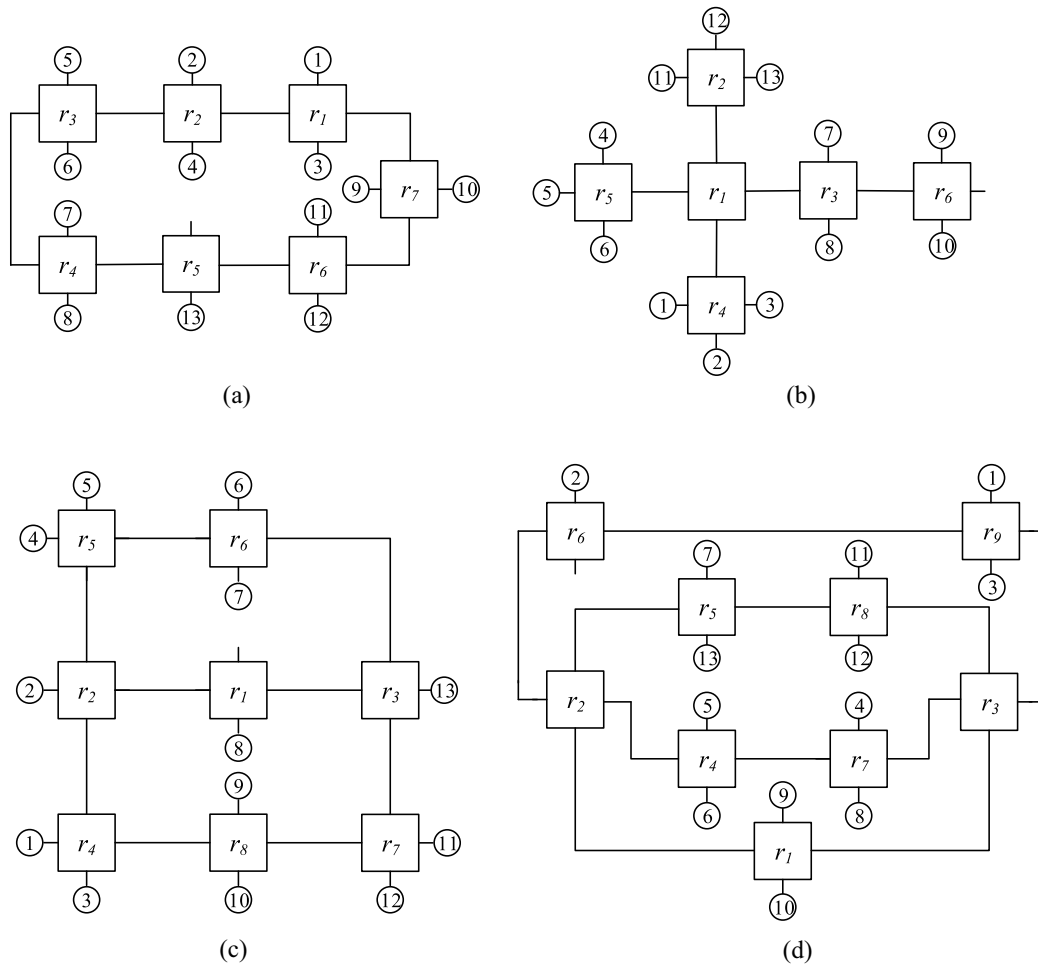 5 2 1
r3 r2 r1
6 4 3
9 r7 10
7 11
r4 r5 r6
8 13 12
(a)
12
11 r2 13
4 7 9
5 r5 r1 r3 r6
6 8 10
1 r4 3
2
(b)
5 6
4 r5 r6
7
2 r2 r1 r3 13
8
9
1 r4 r8 r7 11
3 10 12
(c)
2 1
r6 r9
7 11 3
r5 r8
13 12
r2 r3
5 4
r4 r7
6 8
9
r1
10
(d)